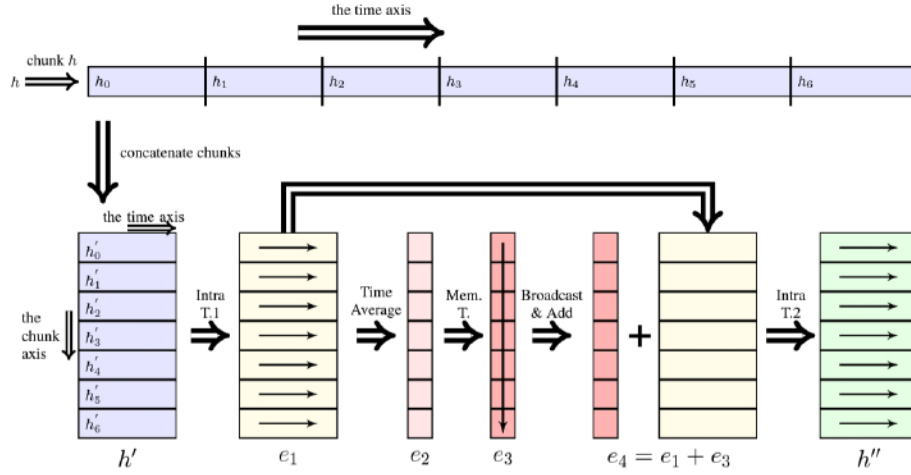 the time axis
chunk h
h
h₀ h₁ h₂ h₃ h₄ h₅ h₆
concatenate chunks
the time axis
the
chunk
axis
h′₀
h′₁
h′₂
h′₃
h′₄
h′₅
h′₆
Intra
T.1
Time
Average
Mem.
T.
Broadcast
& Add
+
Intra
T.2
h′ e₁ e₂ e₃ e₄ = e₁ + e₃ h″